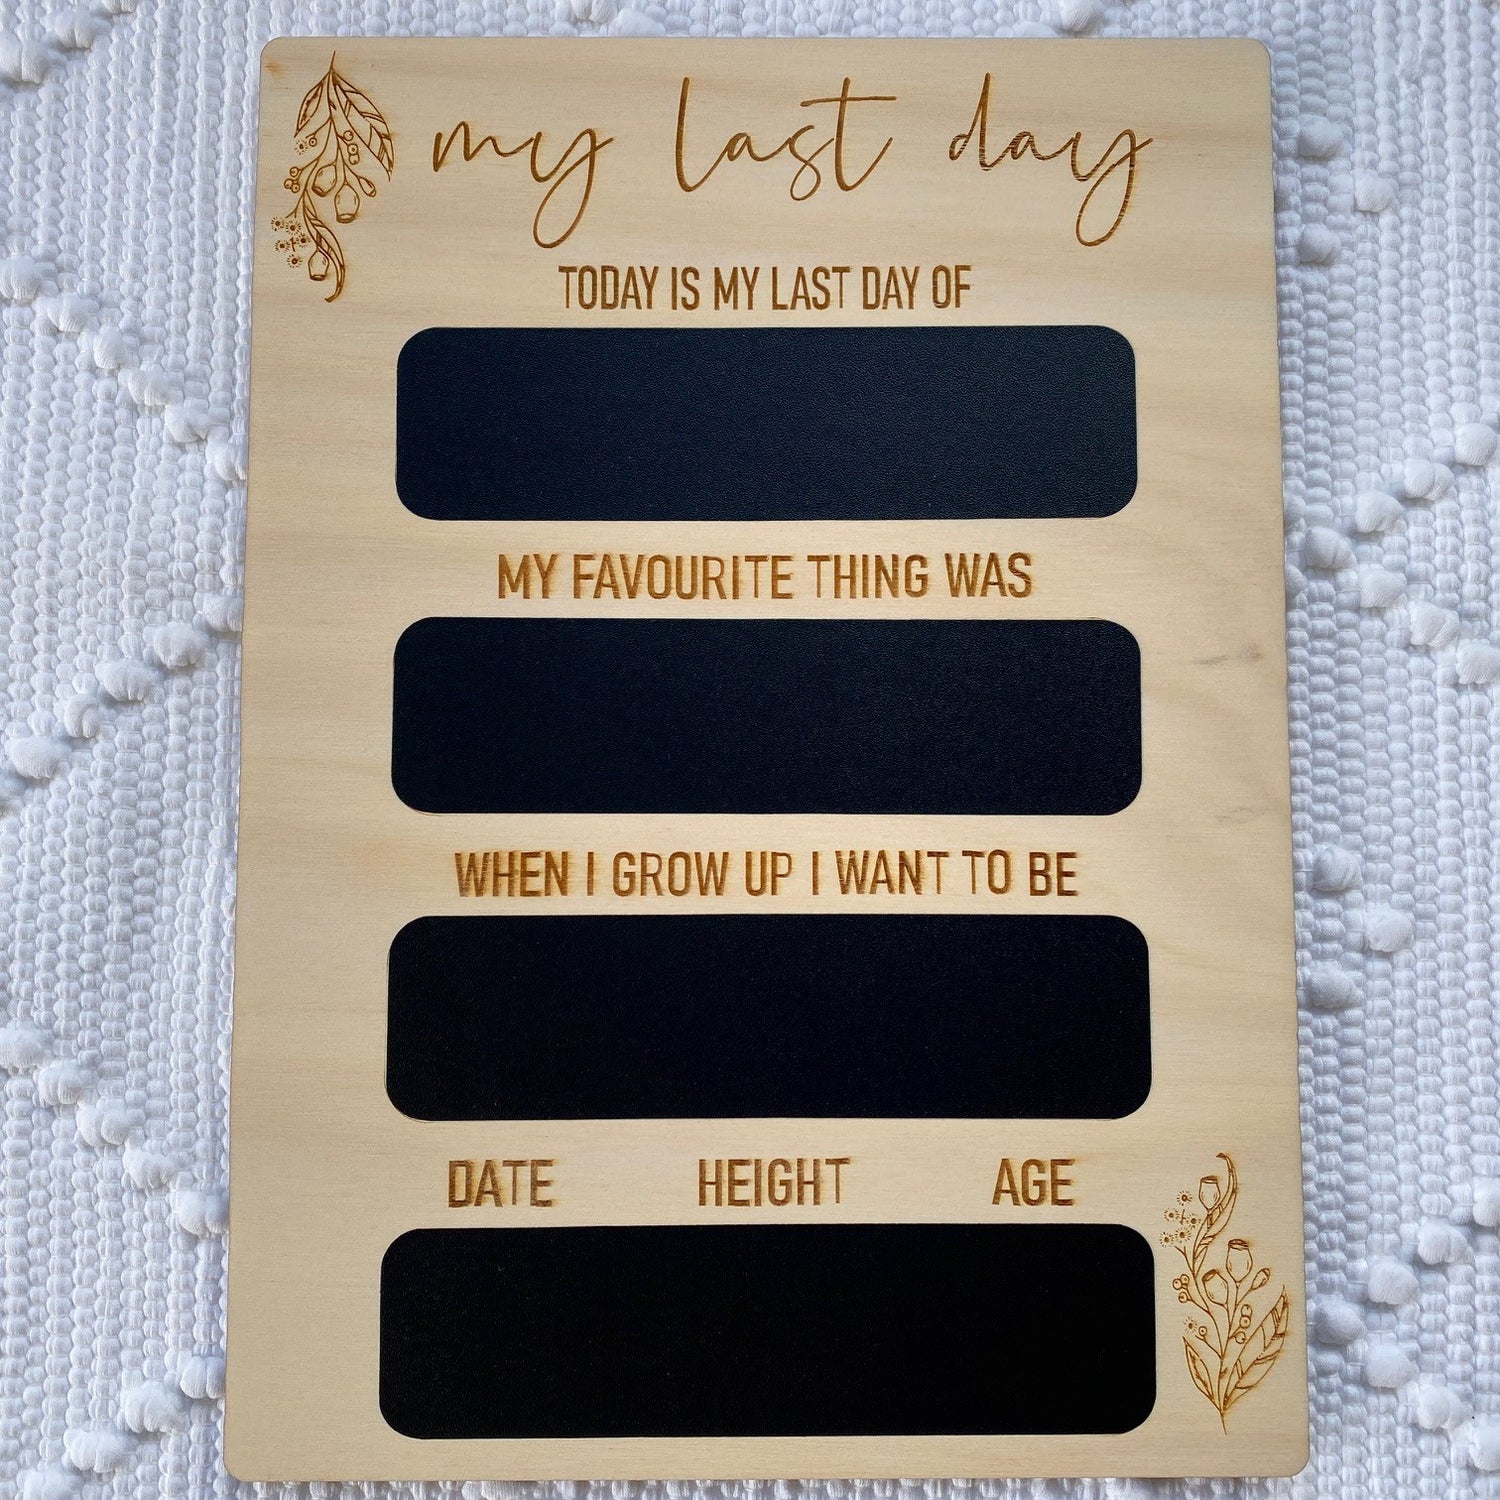 my last day
TODAY IS MY LAST DAY OF
MY FAVOURITE THING WAS
WHEN I GROW UP I WANT TO BE
DATE HEIGHT AGE